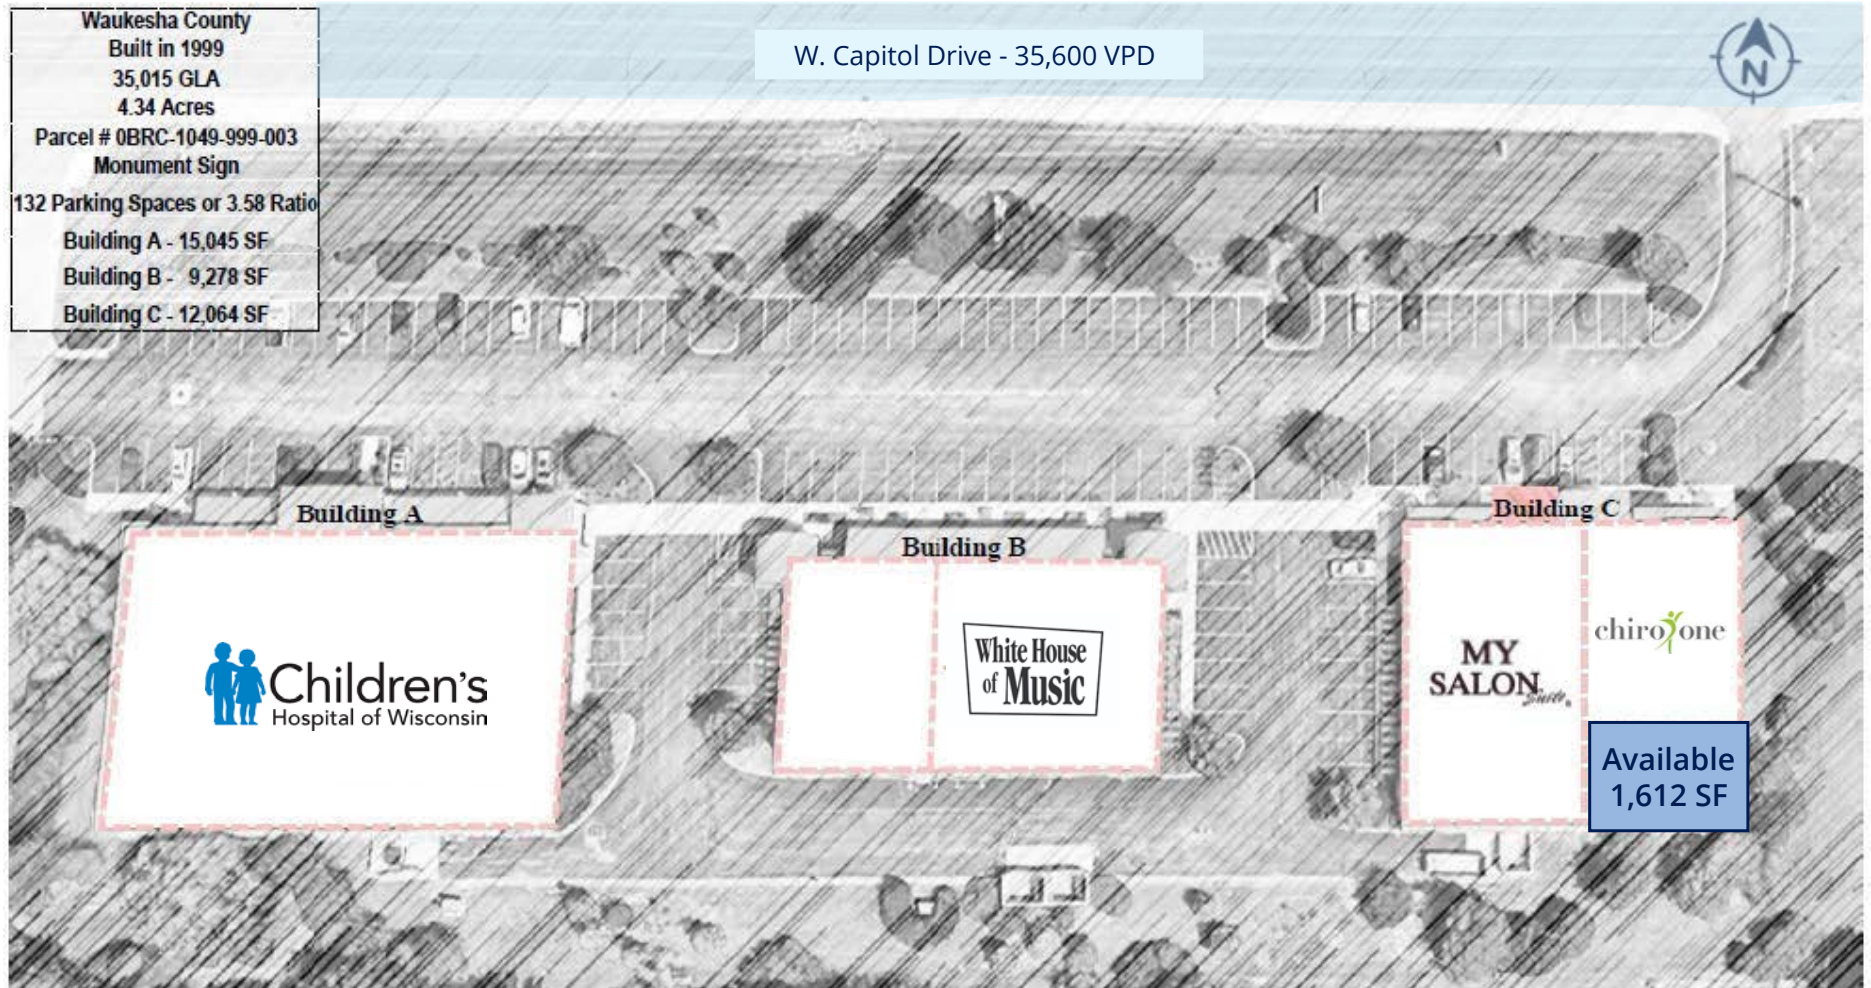 Waukesha County
Built in 1999
35,015 GLA
4.34 Acres
Parcel # 0BRC-1049-999-003
Monument Sign
132 Parking Spaces or 3.58 Ratio
Building A - 15,045 SF
Building B - 9,278 SF
Building C - 12,064 SF
W. Capitol Drive - 35,600 VPD
N
Building A
Children's
Hospital of Wisconsin
Building B
White House
of Music
Building C
MY
SALON
Suite
chiroone
Available
1,612 SF